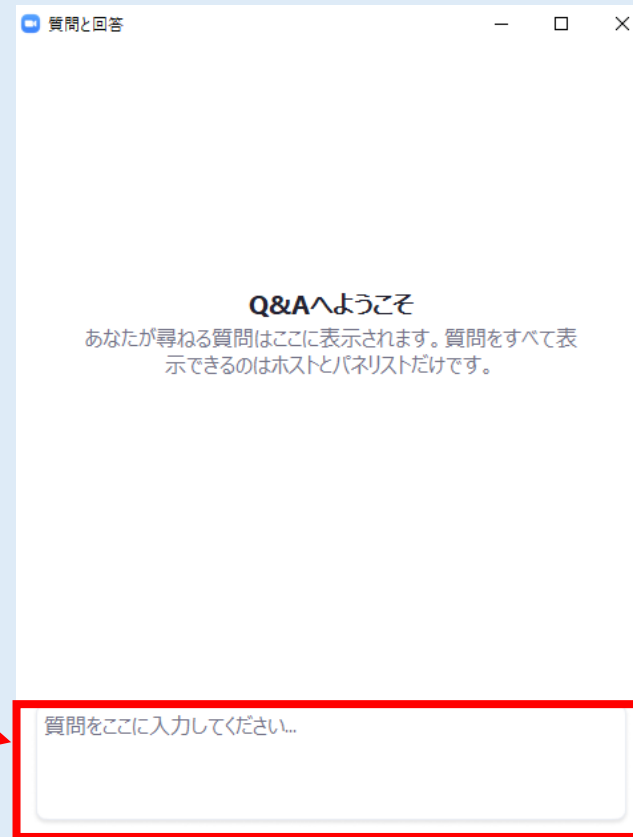 質問と回答
Q&Aへようこそ
あなたが尋ねる質問はここに表示されます。質問をすべて表
示できるのはホストとパネリストだけです。
質問をここに入力してください...